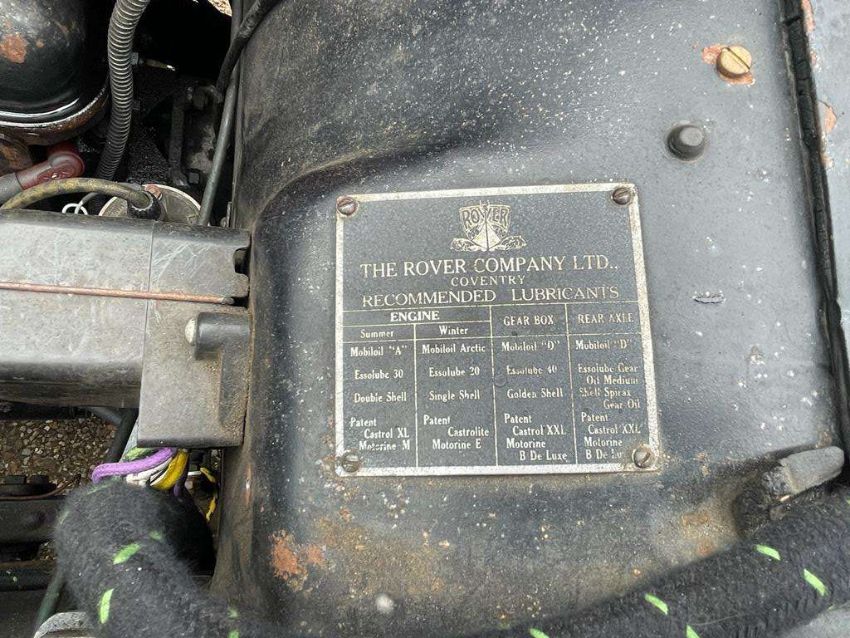 ROVER
THE ROVER COMPANY LTD.,
COVENTRY
RECOMMENDED LUBRICANTS
ENGINE GEAR BOX REAR AXLE
Summer Winter
Mobiloil "A" Mobiloil Arctic Mobiloil "D" Mobiloil "D"
Essolube 30 Essolube 20 Essolube 40 Essolube Gear
Oil Medium
Double Shell Single Shell Golden Shell Shell Spirax
Gear Oil
Patent Patent Patent Patent
Castrol XL Castrolite Castrol XXL Castrol XXL
Motorine M Motorine E Motorine Motorine
B De Luxe B De Lu